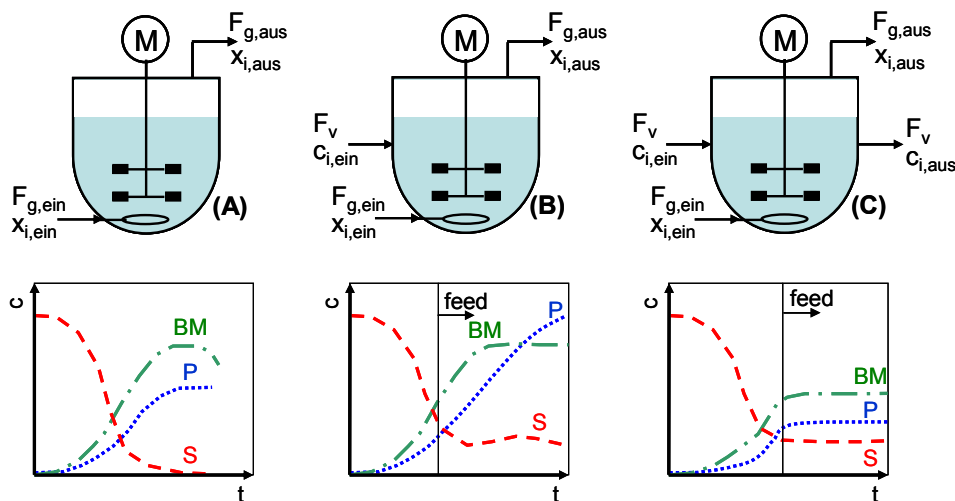 M
F_g,aus
x_i,aus
F_g,ein
x_i,ein
(A)
M
F_g,aus
x_i,aus
F_v
c_i,ein
F_g,ein
x_i,ein
(B)
M
F_g,aus
x_i,aus
F_v
c_i,ein
F_v
c_i,aus
F_g,ein
x_i,ein
(C)
c
BM
P
S
t
c
feed
BM
P
S
t
c
feed
BM
P
S
t